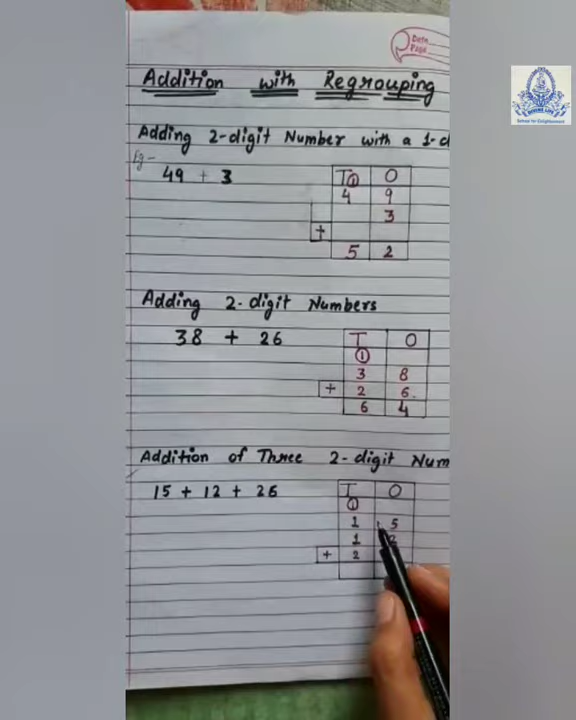 Date
Page
Addition with Regrouping
Adding 2-digit Number with a 1-d
Eg-
49 + 3
T ① O
4 9
3
+
5 2
Adding 2-digit Numbers
38 + 26
T O
①
3 8
+ 2 6
6 4
Addition of Three 2-digit Num
15 + 12 + 26
T O
①
1 5
1 2
+ 2